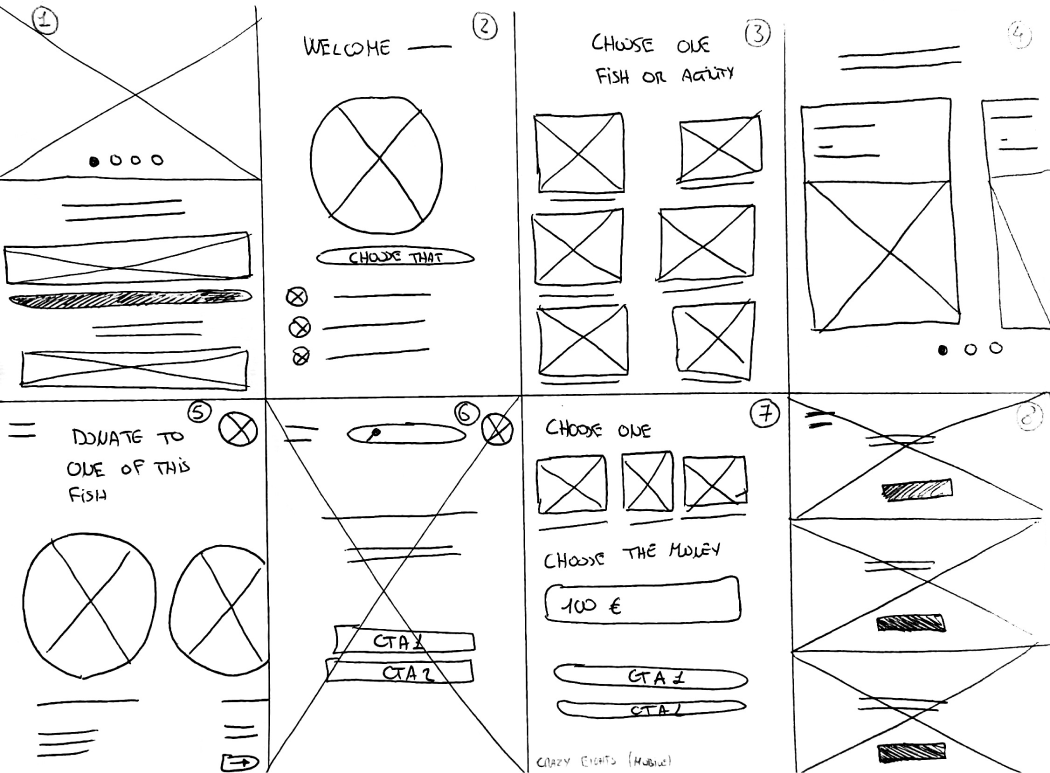 1
2
WELCOME
CHOOSE THAT
3
CHOOSE ONE
FISH OR AGILITY
4
5
DONATE TO
ONE OF THIS
FISH
6
CTA 1
CTA 2
7
CHOOSE ONE
CHOOSE THE MONEY
100 €
CTA 1
CTA 2
CRAZY EIGHTS (MOBILE)
8